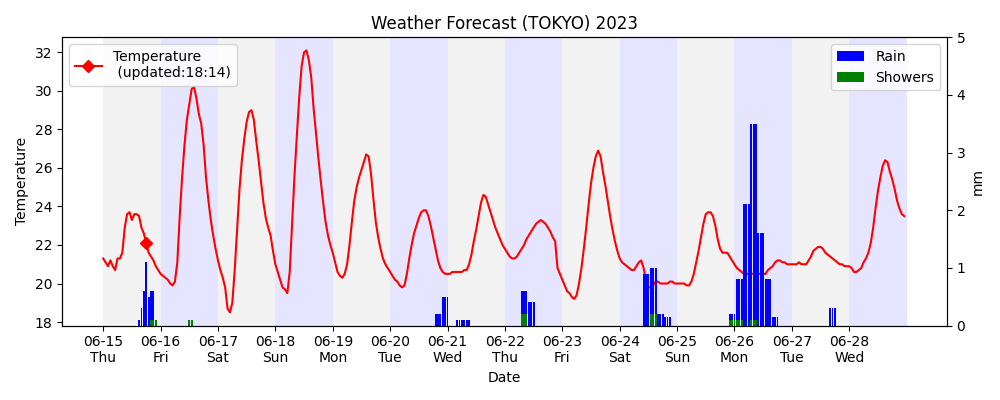 Weather Forecast (TOKYO) 2023
Temperature
(updated:18:14)
Rain
Showers
Temperature
32
30
28
26
24
22
20
18
5
4
3
2
1
0
mm
06-15 06-16 06-17 06-18 06-19 06-20 06-21 06-22 06-23 06-24 06-25 06-26 06-27 06-28
Thu Fri Sat Sun Mon Tue Wed Thu Fri Sat Sun Mon Tue Wed
Date